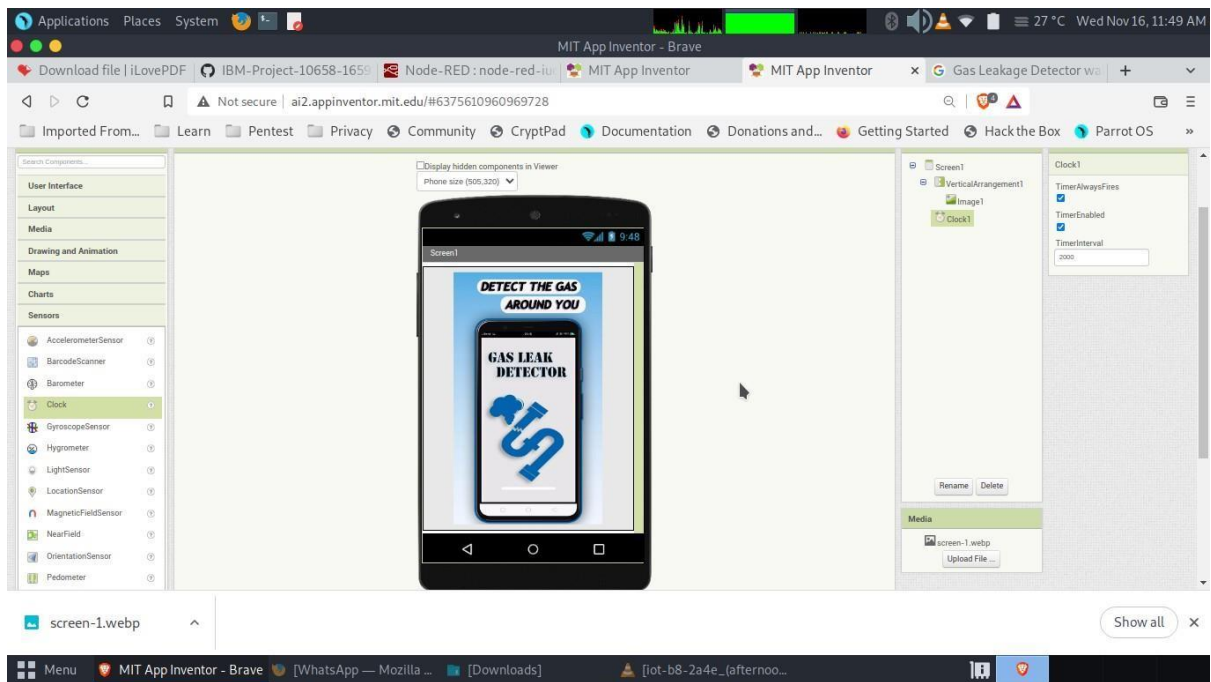 Applications Places System 27 °C Wed Nov 16, 11:49 AM
MIT App Inventor - Brave
Download file | iLovePDF IBM-Project-10658-1659 Node-RED : node-red-iu MIT App Inventor MIT App Inventor × G Gas Leakage Detector wa +
Not secure ai2.appinventor.mit.edu/#6375610960969728
Imported From... Learn Pentest Privacy Community CryptPad Documentation Donations and... Getting Started Hack the Box Parrot OS »
Search Components...
User Interface
Layout
Media
Drawing and Animation
Maps
Charts
Sensors
AccelerometerSensor
BarcodeScanner
Barometer
Clock
GyroscopeSensor
Hygrometer
LightSensor
LocationSensor
MagneticFieldSensor
NearField
OrientationSensor
Pedometer
Display hidden components in Viewer
Phone size (505,320)
9:48
Screen1
DETECT THE GAS
AROUND YOU
GAS LEAK
DETECTOR
Screen1
VerticalArrangement1
Image1
Clock1
Rename Delete
Media
screen-1.webp
Upload File ...
Clock1
TimerAlwaysFires
TimerEnabled
TimerInterval
2000
screen-1.webp Show all ×
Menu MIT App Inventor - Brave [WhatsApp — Mozilla ... [Downloads] [iot-b8-2a4e_(afternoo...